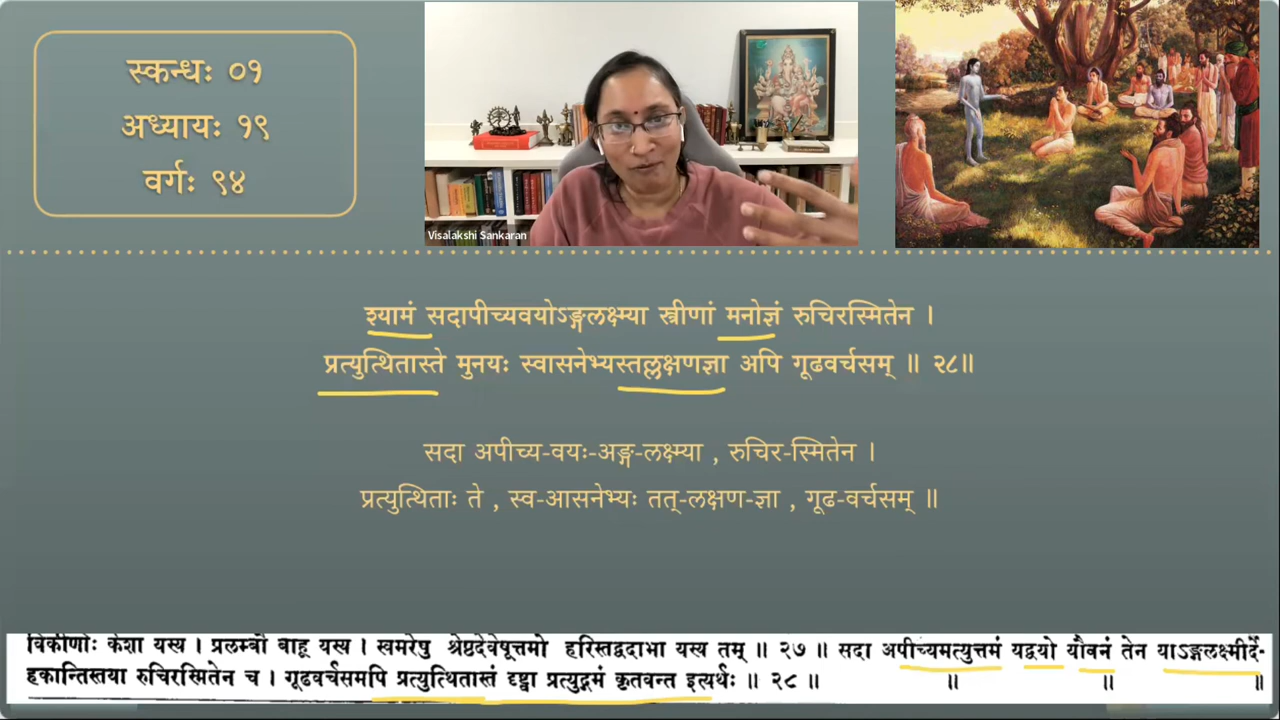 स्कन्धः ०१
अध्यायः १९
वर्गः ९४
Visalakshi Sankaran
श्यामं सदापीच्यवयोऽङ्गलक्ष्म्या स्त्रीणां मनोज्ञं रुचिरस्मितेन ।
प्रत्युत्थितास्ते मुनयः स्वासनेभ्यस्तल्लक्षणज्ञा अपि गूढवर्चसम् ॥ २८॥
सदा अपीच्य-वयः-अङ्ग-लक्ष्म्या , रुचिर-स्मितेन ।
प्रत्युत्थिताः ते , स्व-आसनेभ्यः तत्-लक्षण-ज्ञा , गूढ-वर्चसम् ॥
विकीर्णाः केशा यस्य । प्रलम्बौ बाहू यस्य । स्वमरेषु श्रेष्ठदेवेषूत्तमो हरिस्तद्वदाभा यस्य तम् ॥ २७ ॥ सदा अपीच्यमत्युत्तमं यद्वयो यौवनं तेन याऽङ्गलक्ष्मीर्दे-
हकान्तिस्तया रुचिरस्मितेन च । गूढवर्चसमपि प्रत्युत्थितास्तं दृष्ट्वा प्रत्युद्गमं कृतवन्त इत्यर्थः ॥ २८ ॥ ॥ ॥ ॥